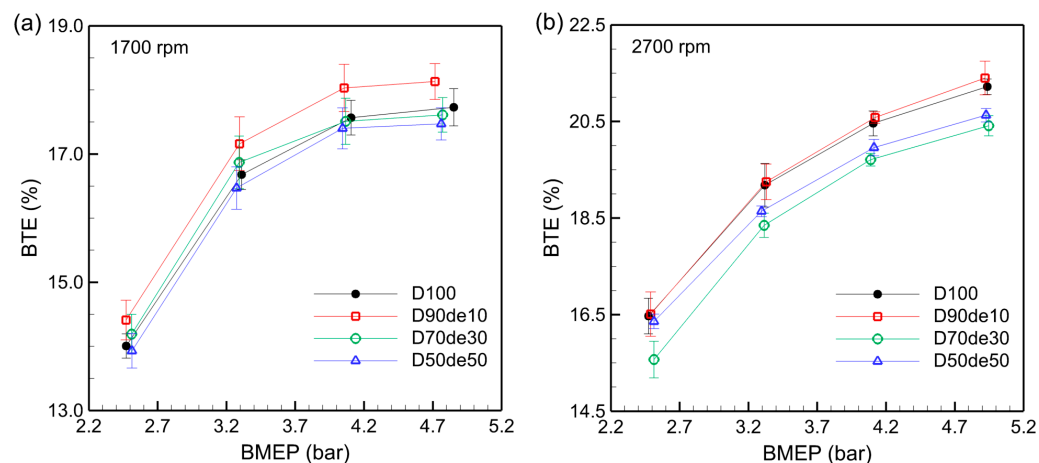 (a)
1700 rpm
BTE (%)
19.0
17.0
15.0
13.0
D100
D90de10
D70de30
D50de50
2.2 2.7 3.2 3.7 4.2 4.7 5.2
BMEP (bar)
(b)
2700 rpm
BTE (%)
22.5
20.5
18.5
16.5
14.5
D100
D90de10
D70de30
D50de50
2.2 2.7 3.2 3.7 4.2 4.7 5.2
BMEP (bar)